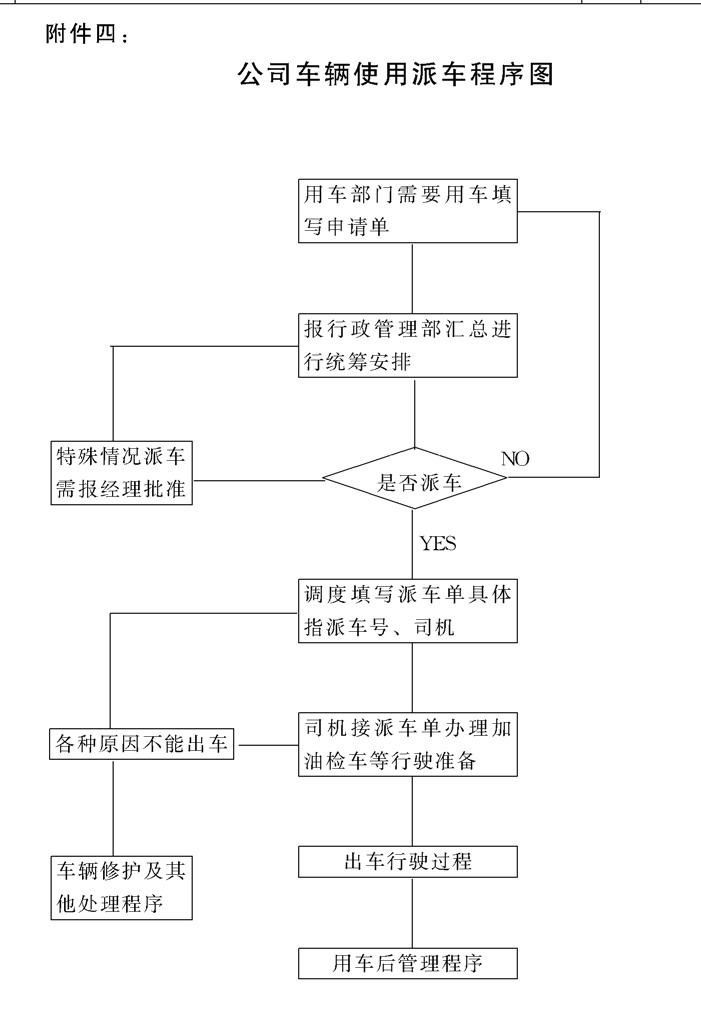 附件四：
公司车辆使用派车程序图
用车部门需要用车填
写申请单
报行政管理部汇总进
行统筹安排
特殊情况派车
需报经理批准
是否派车
NO
YES
调度填写派车单具体
指派车号、司机
各种原因不能出车
司机接派车单办理加
油检车等行驶准备
车辆修护及其
他处理程序
出车行驶过程
用车后管理程序